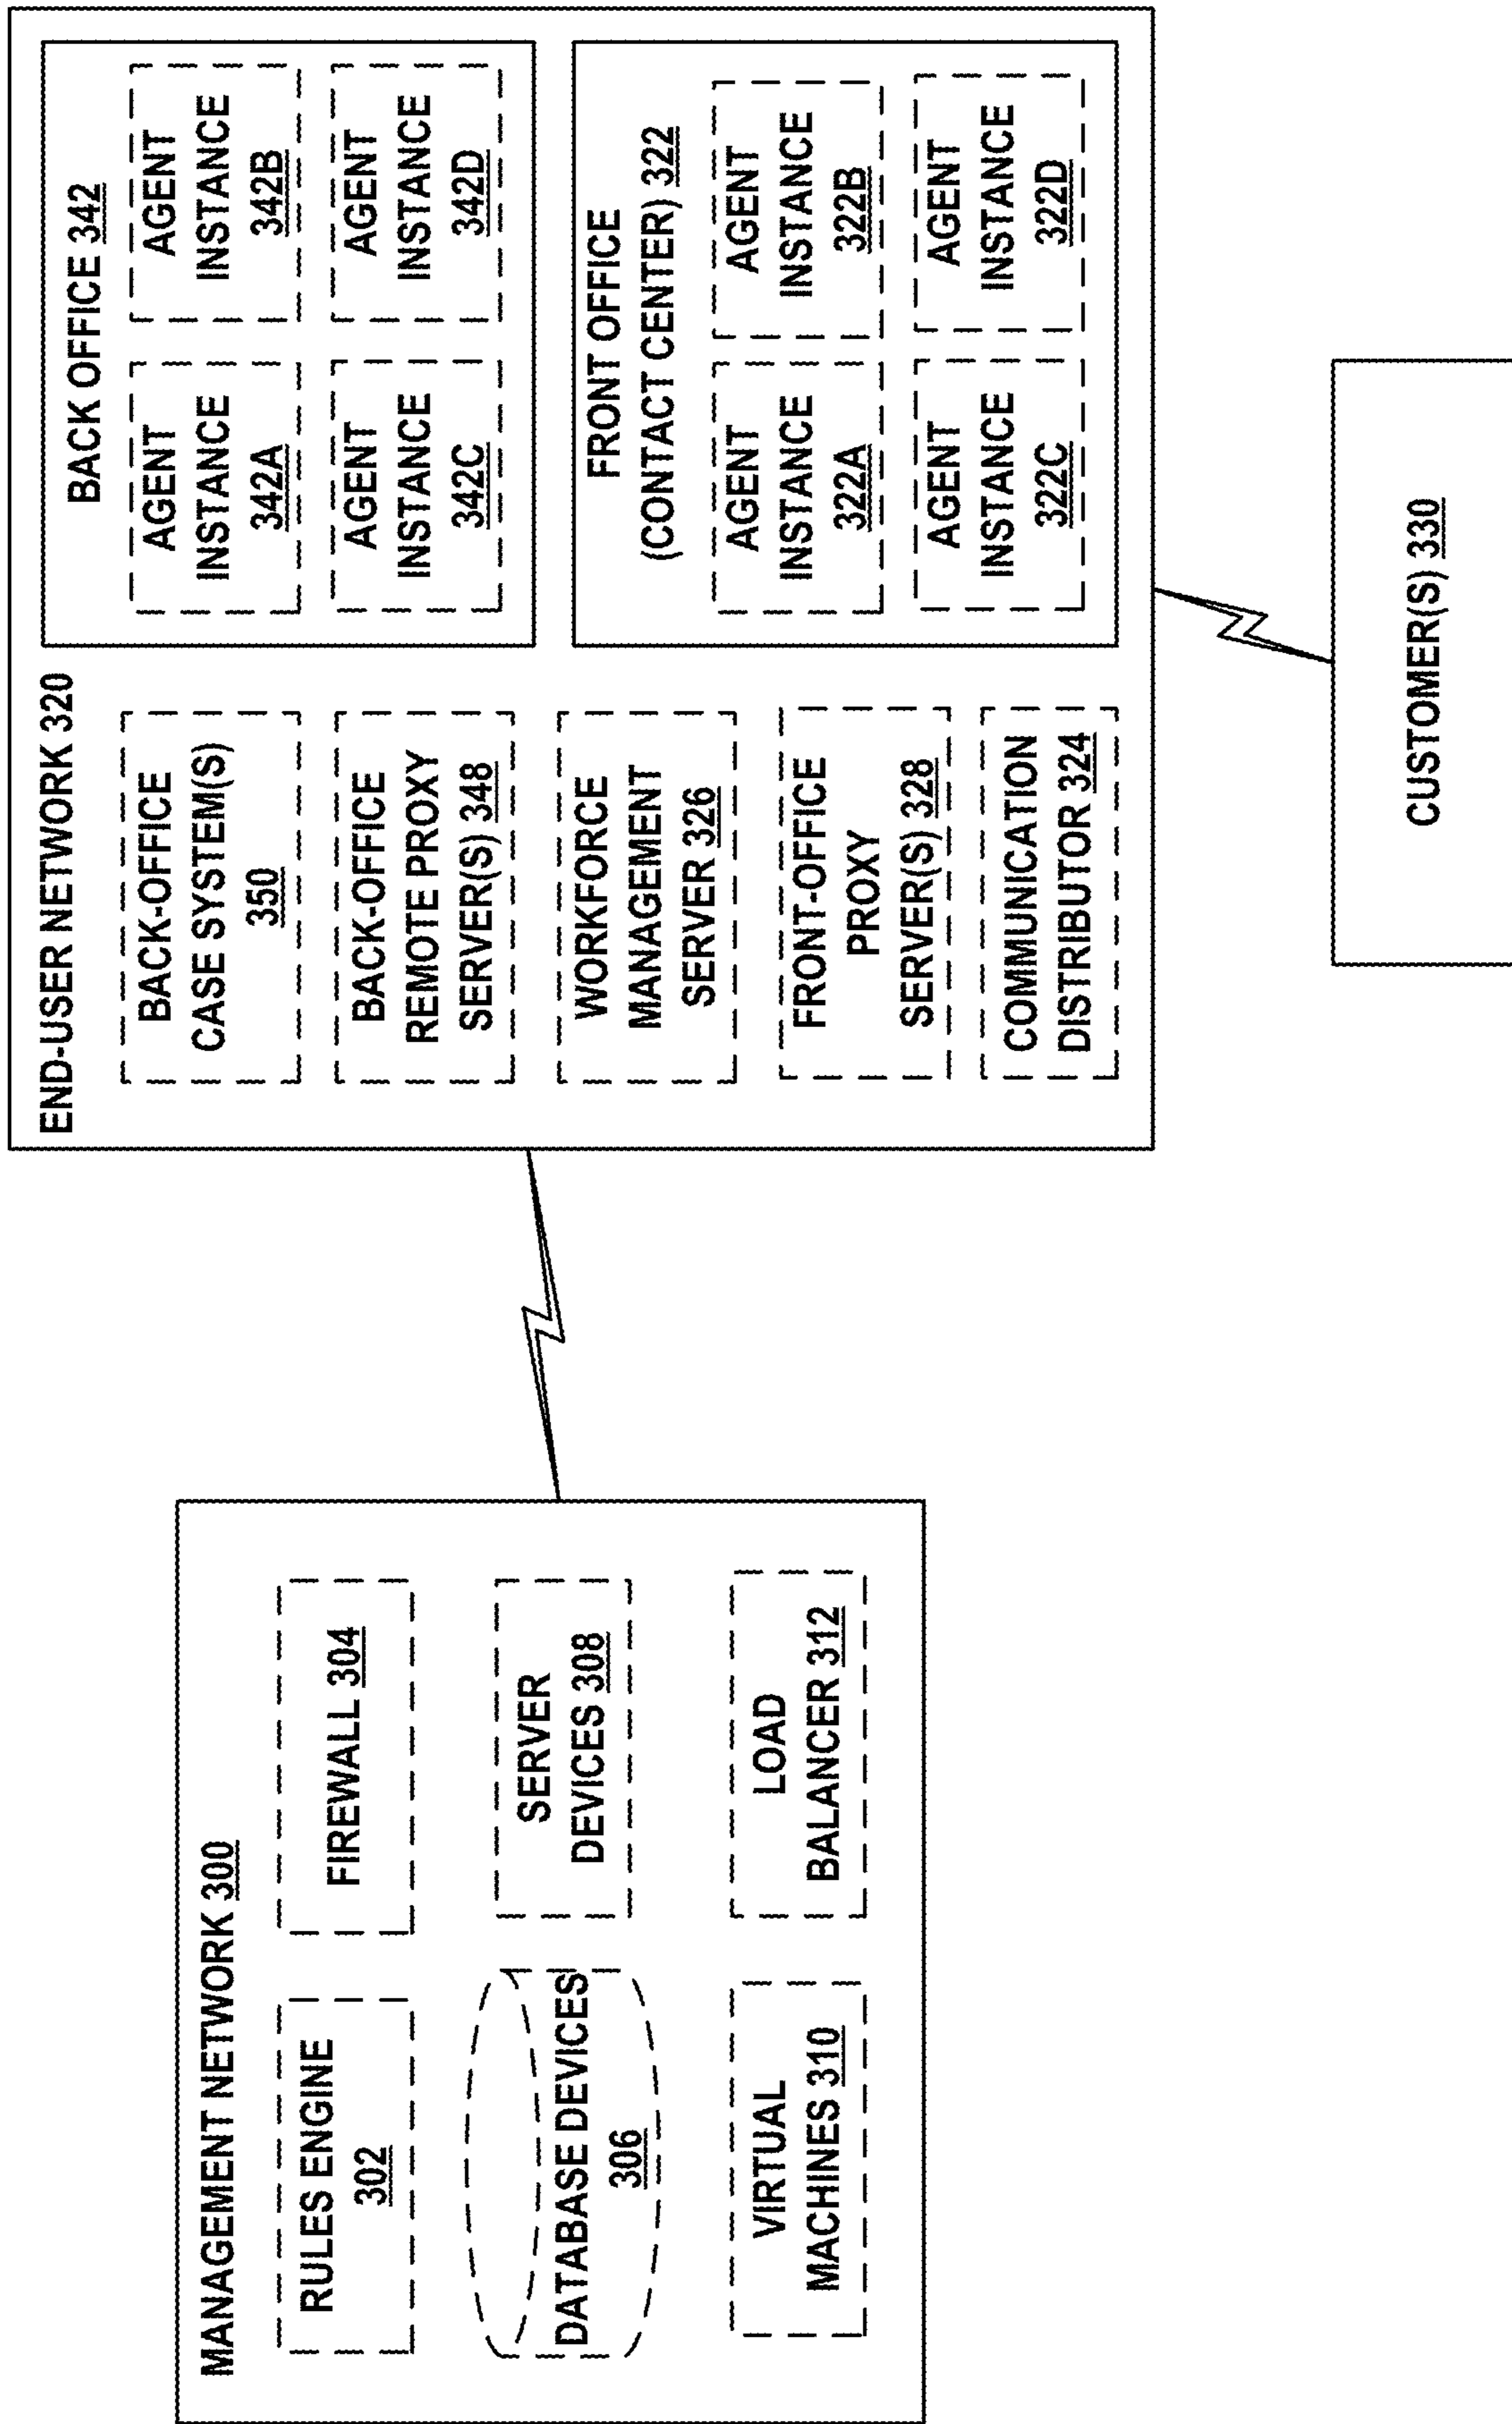 MANAGEMENT NETWORK 300
RULES ENGINE
302
FIREWALL 304
DATABASE DEVICES
306
SERVER
DEVICES 308
VIRTUAL
MACHINES 310
LOAD
BALANCER 312
END-USER NETWORK 320
BACK-OFFICE
CASE SYSTEM(S)
350
BACK-OFFICE
REMOTE PROXY
SERVER(S) 348
WORKFORCE
MANAGEMENT
SERVER 326
FRONT-OFFICE
PROXY
SERVER(S) 328
COMMUNICATION
DISTRIBUTOR 324
BACK OFFICE 342
AGENT
INSTANCE
342A
AGENT
INSTANCE
342B
AGENT
INSTANCE
342C
AGENT
INSTANCE
342D
FRONT OFFICE
(CONTACT CENTER) 322
AGENT
INSTANCE
322A
AGENT
INSTANCE
322B
AGENT
INSTANCE
322C
AGENT
INSTANCE
322D
CUSTOMER(S) 330